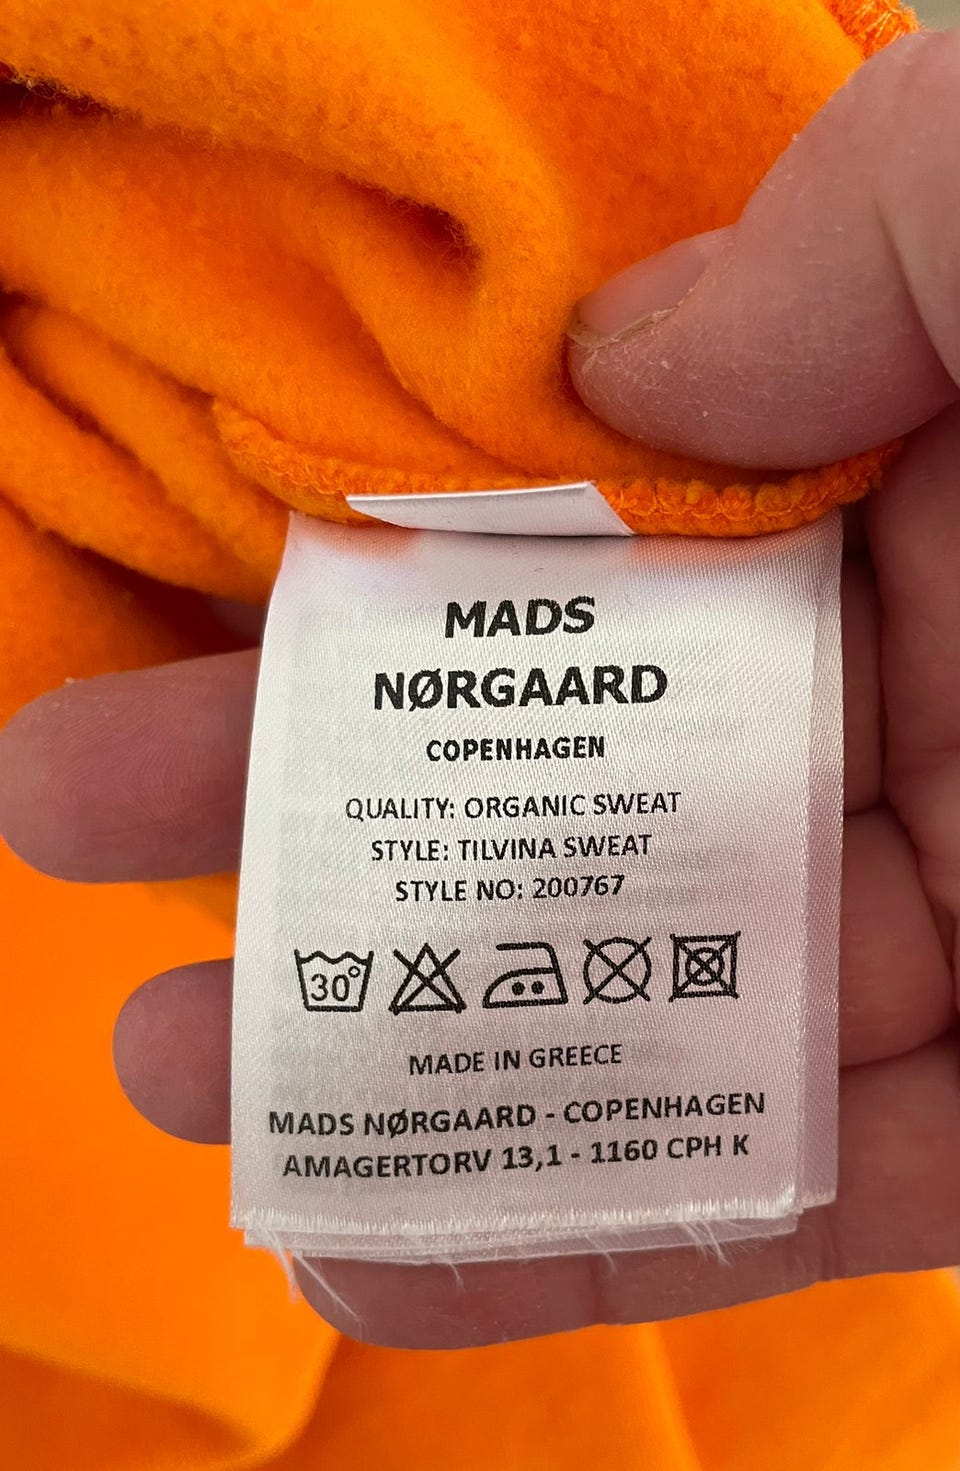 MADS
NØRGAARD
COPENHAGEN
QUALITY: ORGANIC SWEAT
STYLE: TILVINA SWEAT
STYLE NO: 200767
30°
MADE IN GREECE
MADS NØRGAARD - COPENHAGEN
AMAGERTORV 13,1 - 1160 CPH K